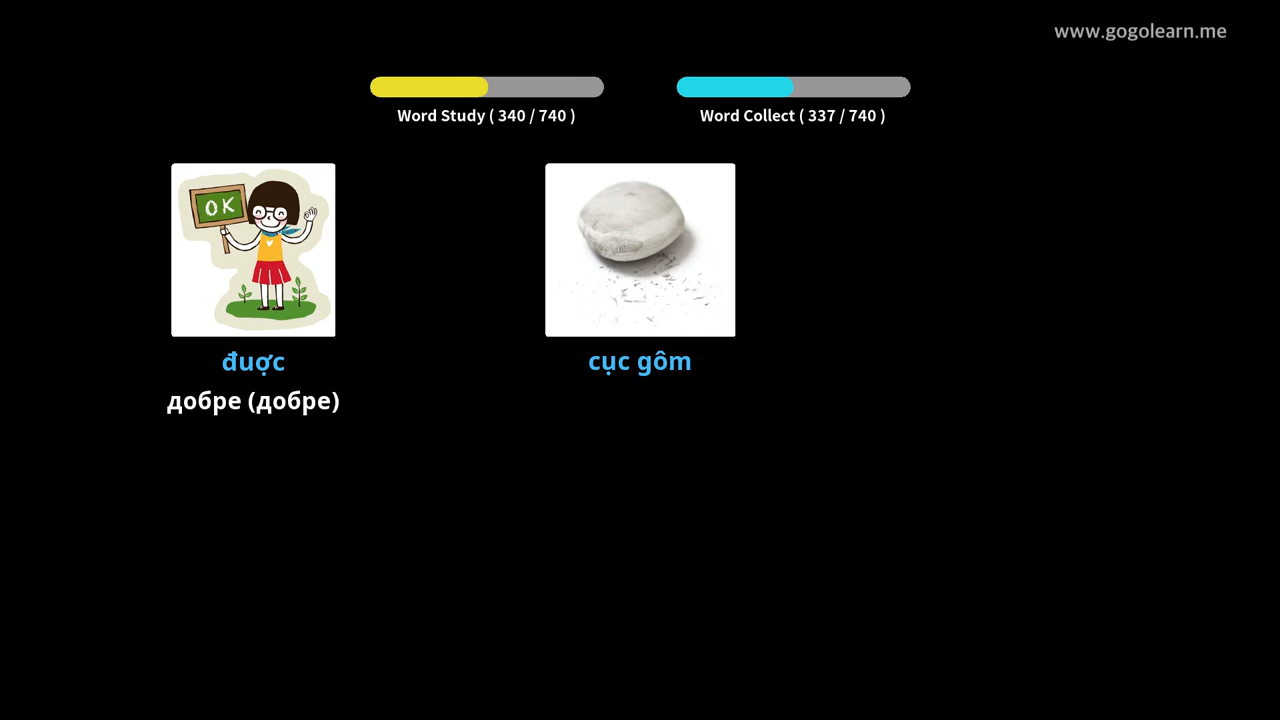 www.gogolearn.me
Word Study ( 340 / 740 )
Word Collect ( 337 / 740 )
OK
được
cục gôm
добре (добре)